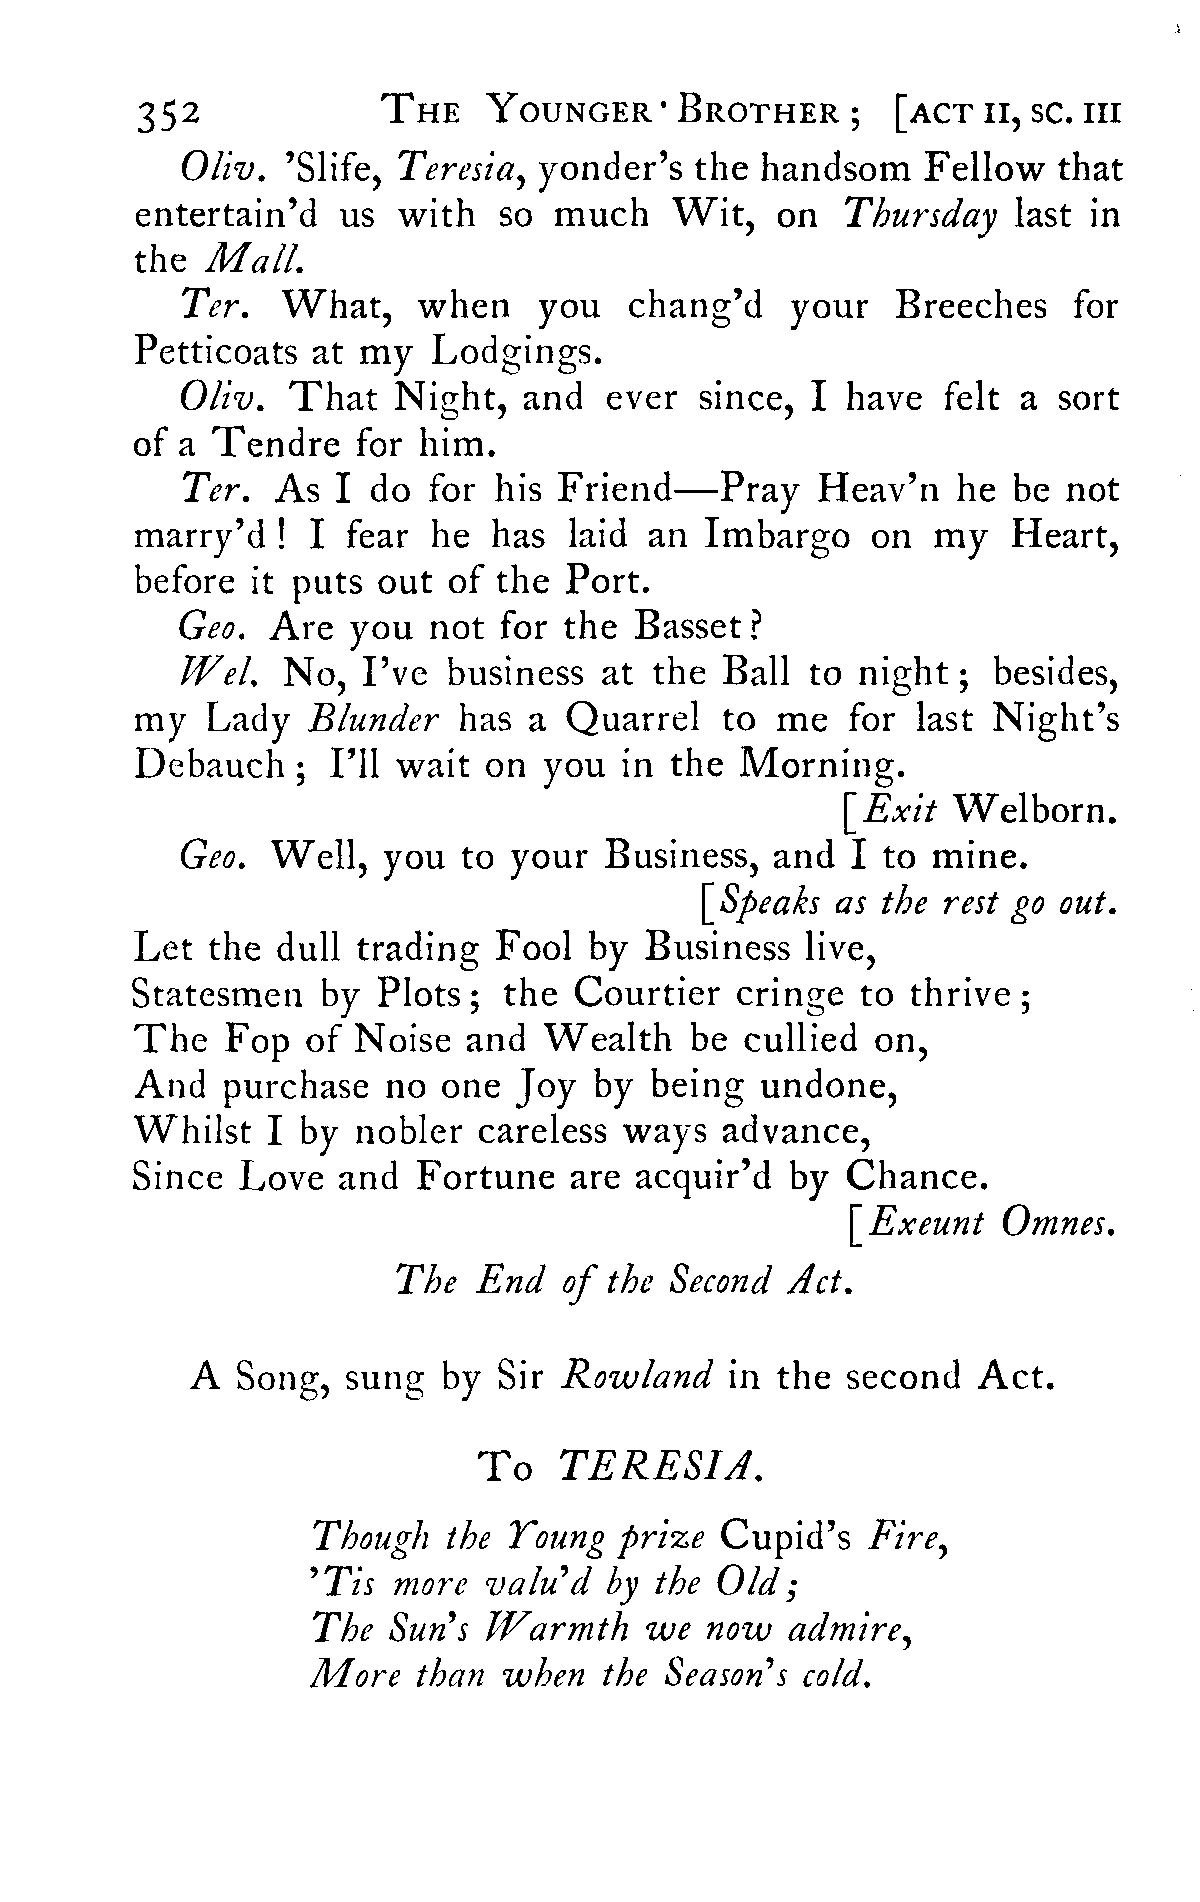 352 THE YOUNGER BROTHER; [ACT II, SC. III
Oliv. 'Slife, Teresia, yonder's the handsom Fellow that
entertain'd us with so much Wit, on Thursday last in
the Mall.
Ter. What, when you chang'd your Breeches for
Petticoats at my Lodgings.
Oliv. That Night, and ever since, I have felt a sort
of a Tendre for him.
Ter. As I do for his Friend—Pray Heav'n he be not
marry'd! I fear he has laid an Imbargo on my Heart,
before it puts out of the Port.
Geo. Are you not for the Basset?
Wel. No, I've business at the Ball to night; besides,
my Lady Blunder has a Quarrel to me for last Night's
Debauch; I'll wait on you in the Morning.
[Exit Welborn.
Geo. Well, you to your Business, and I to mine.
[Speaks as the rest go out.
Let the dull trading Fool by Business live,
Statesmen by Plots; the Courtier cringe to thrive;
The Fop of Noise and Wealth be cullied on,
And purchase no one Joy by being undone,
Whilst I by nobler careless ways advance,
Since Love and Fortune are acquir'd by Chance.
[Exeunt Omnes.
The End of the Second Act.
A Song, sung by Sir Rowland in the second Act.
To TERESIA.
Though the Young prize Cupid's Fire,
'Tis more valu'd by the Old;
The Sun's Warmth we now admire,
More than when the Season's cold.